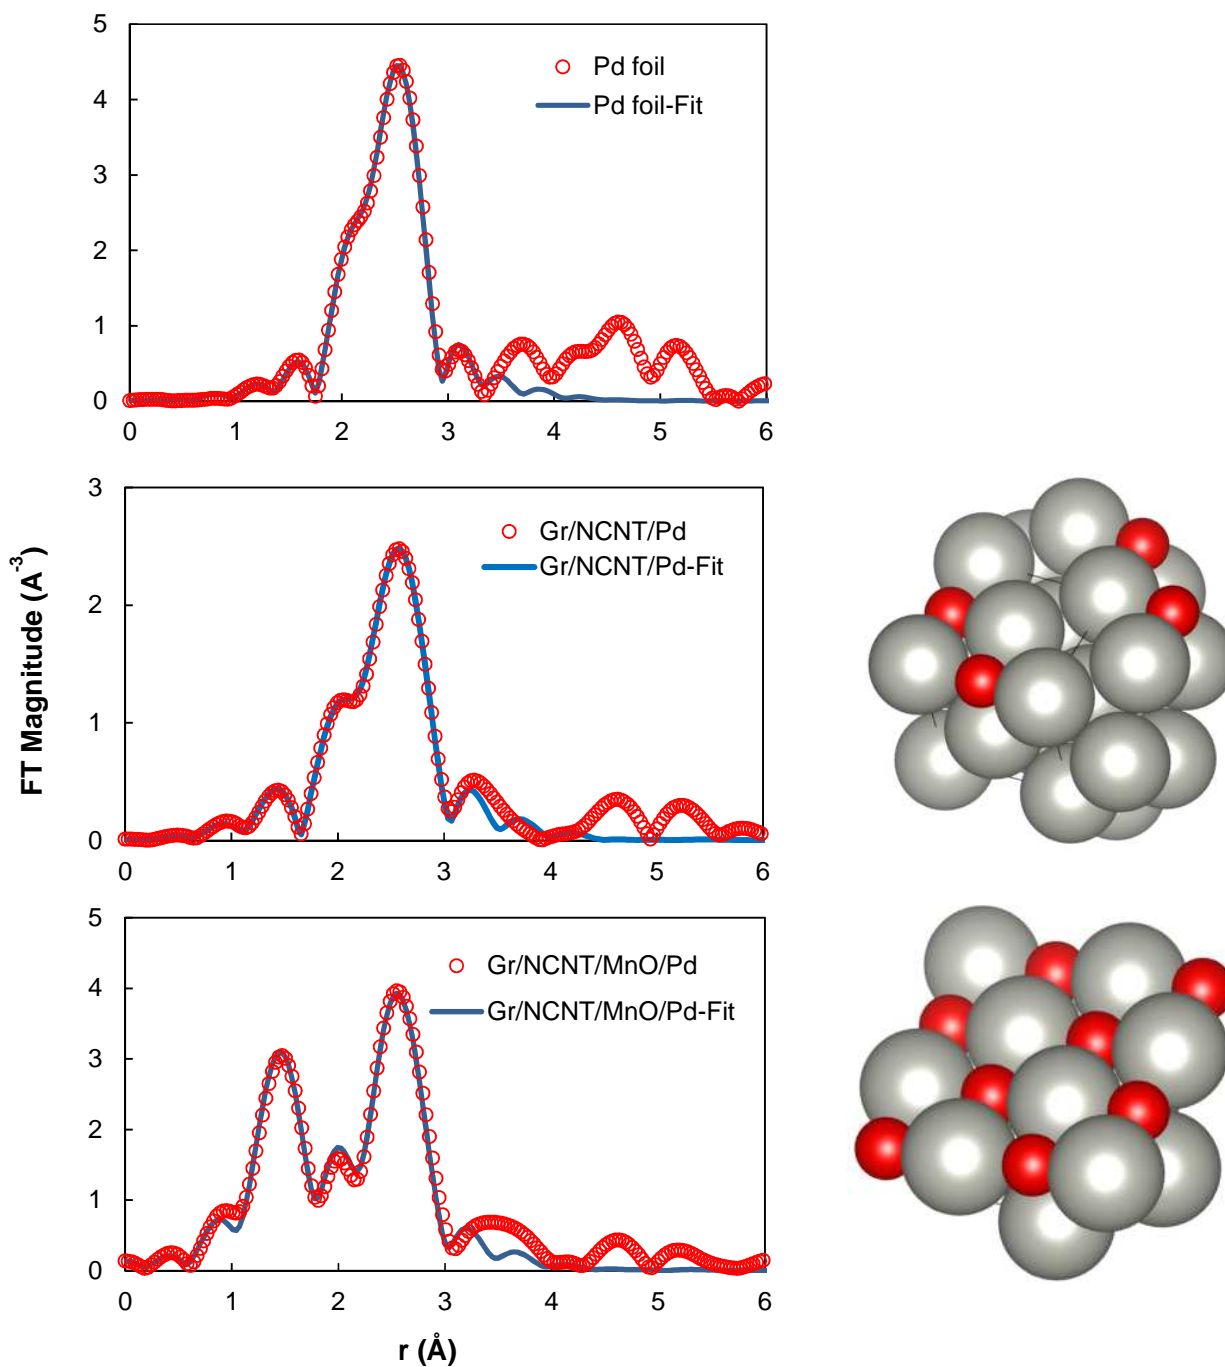 5
4
3
2
1
0
Pd foil
Pd foil-Fit
0 1 2 3 4 5 6
FT Magnitude (A⁻³)
3
2
1
0
Gr/NCNT/Pd
Gr/NCNT/Pd-Fit
0 1 2 3 4 5 6
5
4
3
2
1
0
Gr/NCNT/MnO/Pd
Gr/NCNT/MnO/Pd-Fit
0 1 2 3 4 5 6
r (Å)